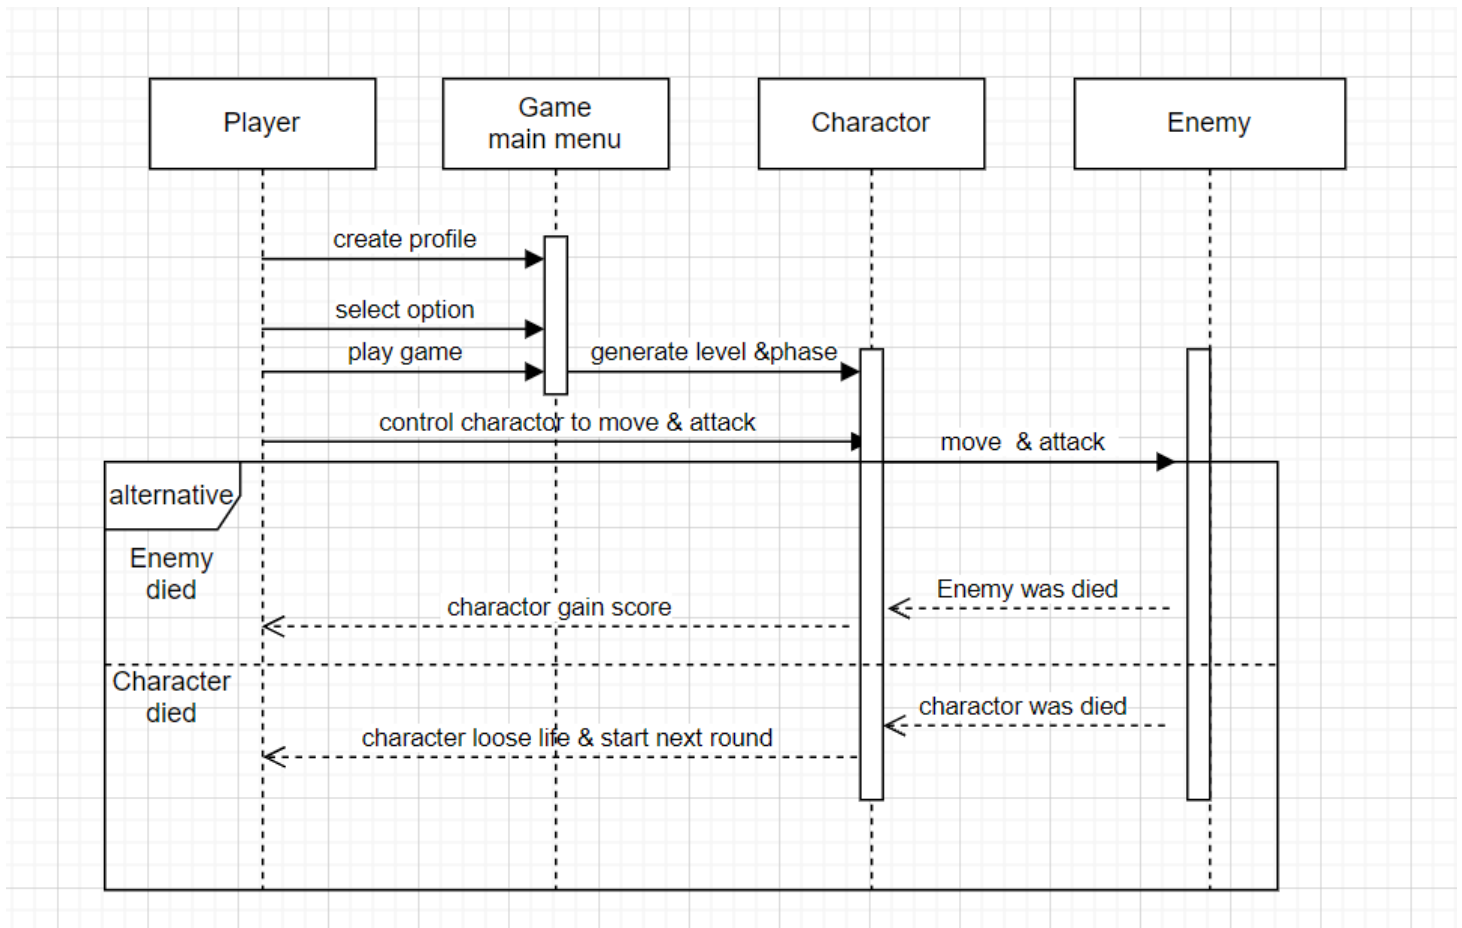 Player
Game
main menu
Charactor
Enemy
create profile
select option
play game
generate level &phase
control charactor to move & attack
move & attack
alternative
Enemy
died
Enemy was died
charactor gain score
Character
died
charactor was died
character loose life & start next round